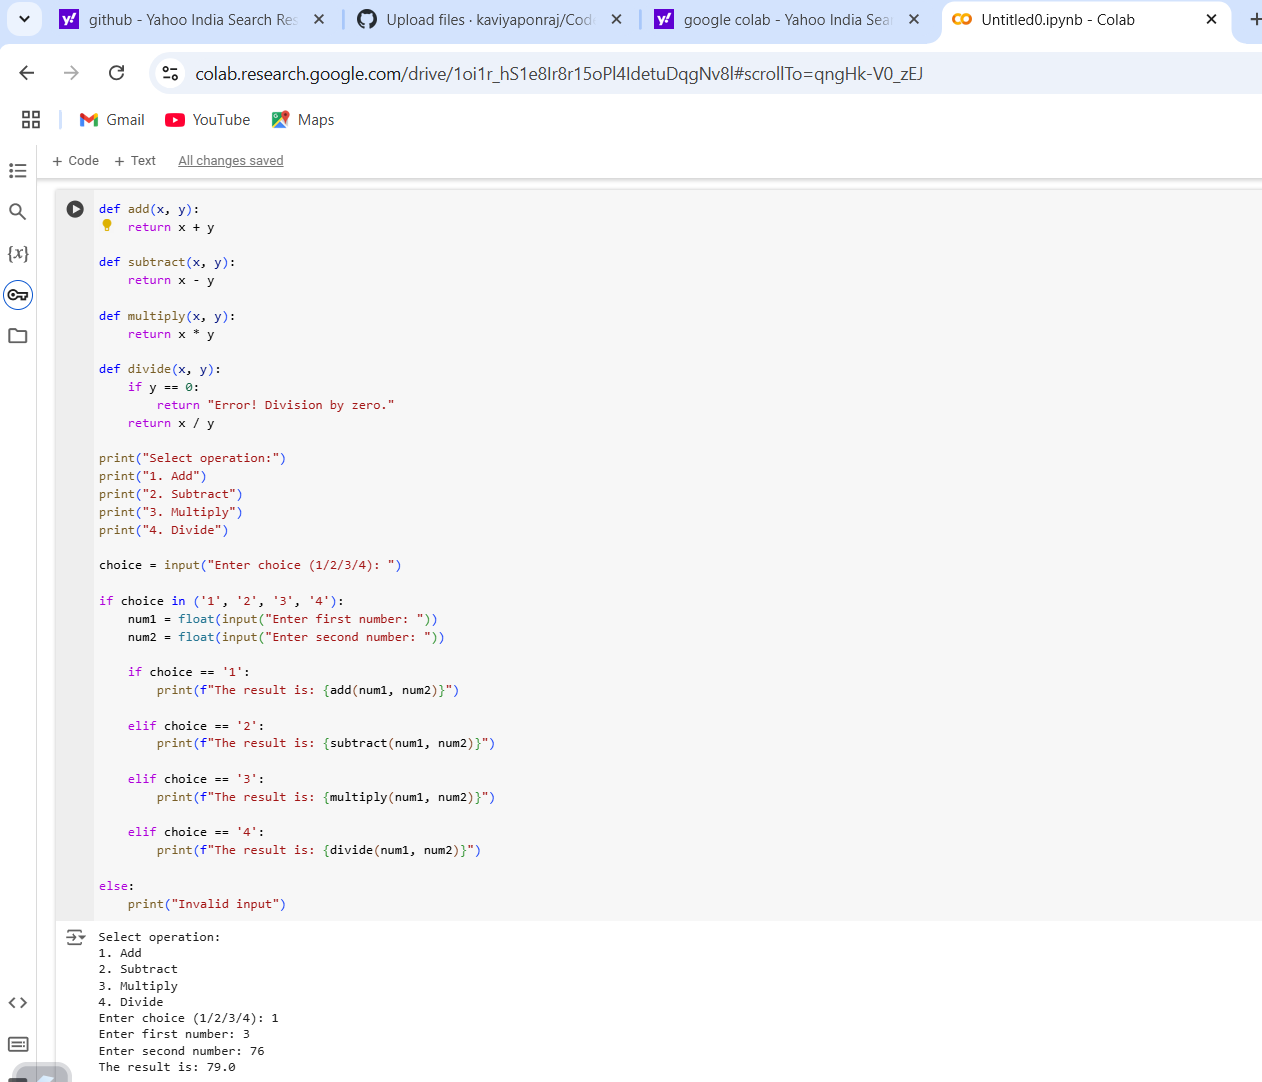 github - Yahoo India Search Res
Upload files · kaviyaponraj/Code
google colab - Yahoo India Sear
Untitled0.ipynb - Colab
colab.research.google.com/drive/1oi1r_hS1e8Ir8r15oPl4IdetuDqgNv8l#scrollTo=qngHk-V0_zEJ
Gmail
YouTube
Maps
+ Code + Text All changes saved
def add(x, y):
    return x + y
def subtract(x, y):
    return x - y
def multiply(x, y):
    return x * y
def divide(x, y):
    if y == 0:
        return "Error! Division by zero."
    return x / y
print("Select operation:")
print("1. Add")
print("2. Subtract")
print("3. Multiply")
print("4. Divide")
choice = input("Enter choice (1/2/3/4): ")
if choice in ('1', '2', '3', '4'):
    num1 = float(input("Enter first number: "))
    num2 = float(input("Enter second number: "))
    if choice == '1':
        print(f"The result is: {add(num1, num2)}")
    elif choice == '2':
        print(f"The result is: {subtract(num1, num2)}")
    elif choice == '3':
        print(f"The result is: {multiply(num1, num2)}")
    elif choice == '4':
        print(f"The result is: {divide(num1, num2)}")
else:
    print("Invalid input")
Select operation:
1. Add
2. Subtract
3. Multiply
4. Divide
Enter choice (1/2/3/4): 1
Enter first number: 3
Enter second number: 76
The result is: 79.0